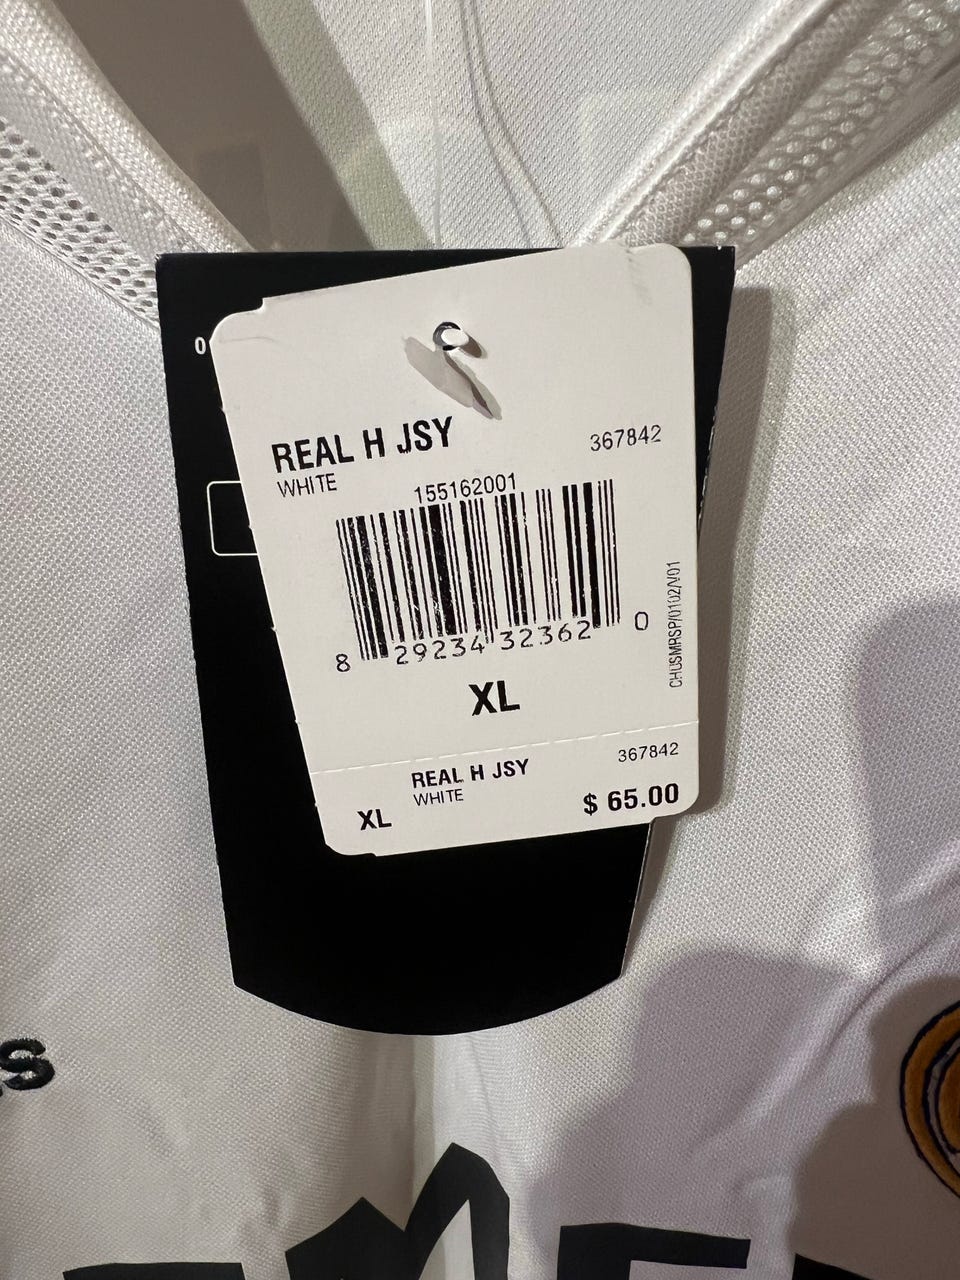 0
REAL H JSY
367842
WHITE
155162001
8 29234 32362 0
CHUSMRSP/0102/V01
XL
REAL H JSY
367842
WHITE
XL
$ 65.00
s